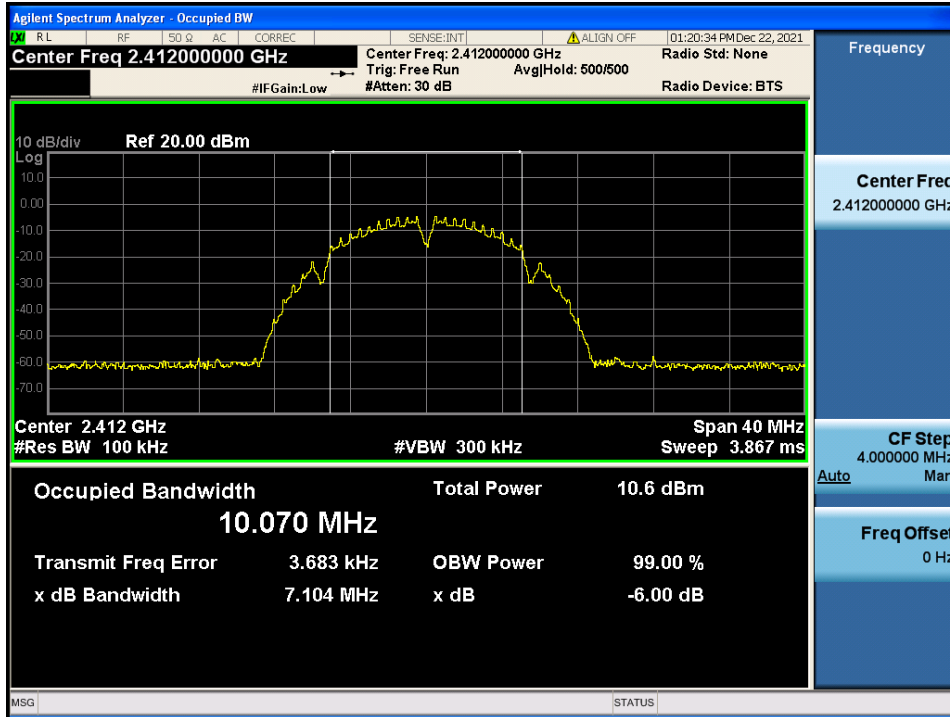 Agilent Spectrum Analyzer - Occupied BW
LXI RL RF 50 Ω AC CORREC SENSE:INT ALIGN OFF 01:20:34 PM Dec 22, 2021
Center Freq 2.412000000 GHz
Center Freq: 2.412000000 GHz Radio Std: None
Trig: Free Run Avg|Hold: 500/500
#IFGain:Low #Atten: 30 dB Radio Device: BTS
10 dB/div Ref 20.00 dBm
Log
10.0
0.00
-10.0
-20.0
-30.0
-40.0
-50.0
-60.0
-70.0
Center 2.412 GHz Span 40 MHz
#Res BW 100 kHz #VBW 300 kHz Sweep 3.867 ms
Occupied Bandwidth Total Power 10.6 dBm
10.070 MHz
Transmit Freq Error 3.683 kHz OBW Power 99.00 %
x dB Bandwidth 7.104 MHz x dB -6.00 dB
Frequency
Center Freq
2.412000000 GHz
CF Step
4.000000 MHz
Auto Man
Freq Offset
0 Hz
MSG STATUS